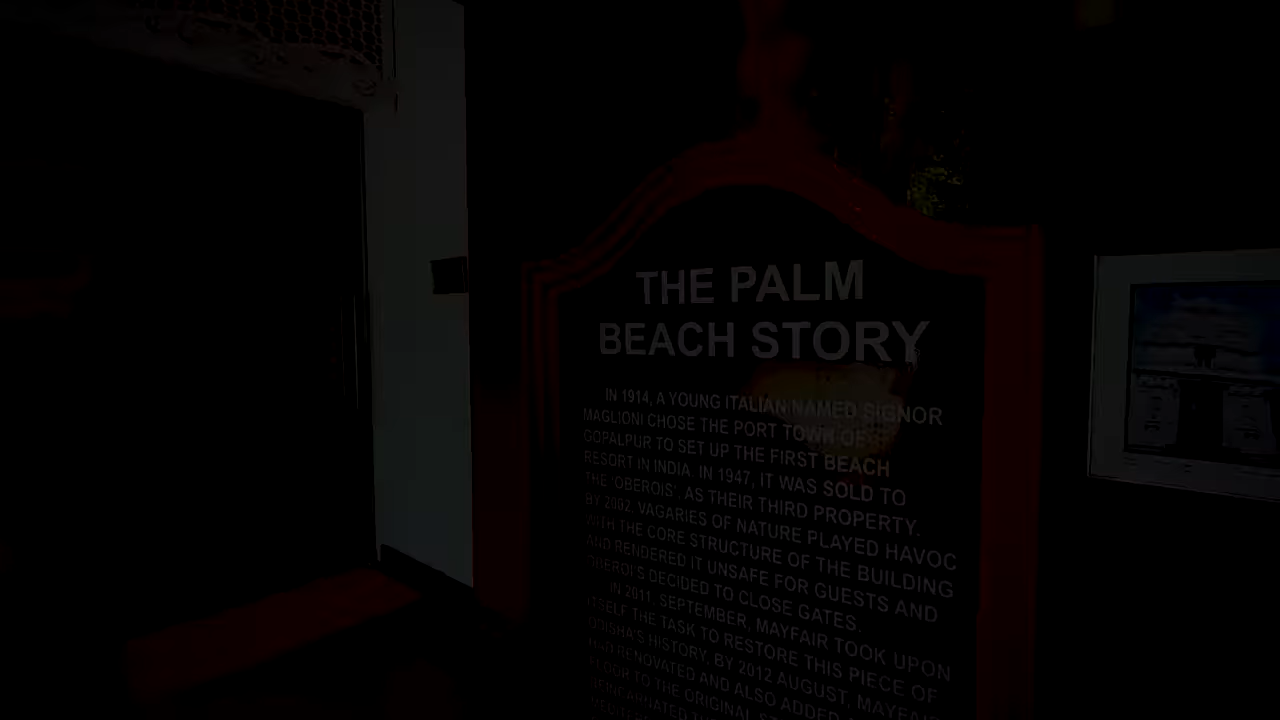 THE PALM
BEACH STORY
IN 1914, A YOUNG ITALIAN NAMED SIGNOR
MAGLIONI CHOSE THE PORT TOWN OF
GOPALPUR TO SET UP THE FIRST BEACH
RESORT IN INDIA. IN 1947, IT WAS SOLD TO
THE 'OBEROIS', AS THEIR THIRD PROPERTY.
BY 2002, VAGARIES OF NATURE PLAYED HAVOC
WITH THE CORE STRUCTURE OF THE BUILDING
AND RENDERED IT UNSAFE FOR GUESTS AND
OBEROI'S DECIDED TO CLOSE GATES.
IN 2011, SEPTEMBER, MAYFAIR TOOK UPON
ITSELF THE TASK TO RESTORE THIS PIECE OF
ODISHA'S HISTORY. BY 2012 AUGUST, MAYFAIR
HAD RENOVATED AND ALSO ADDED
FLOOR TO THE ORIGINAL
REINCARNATED